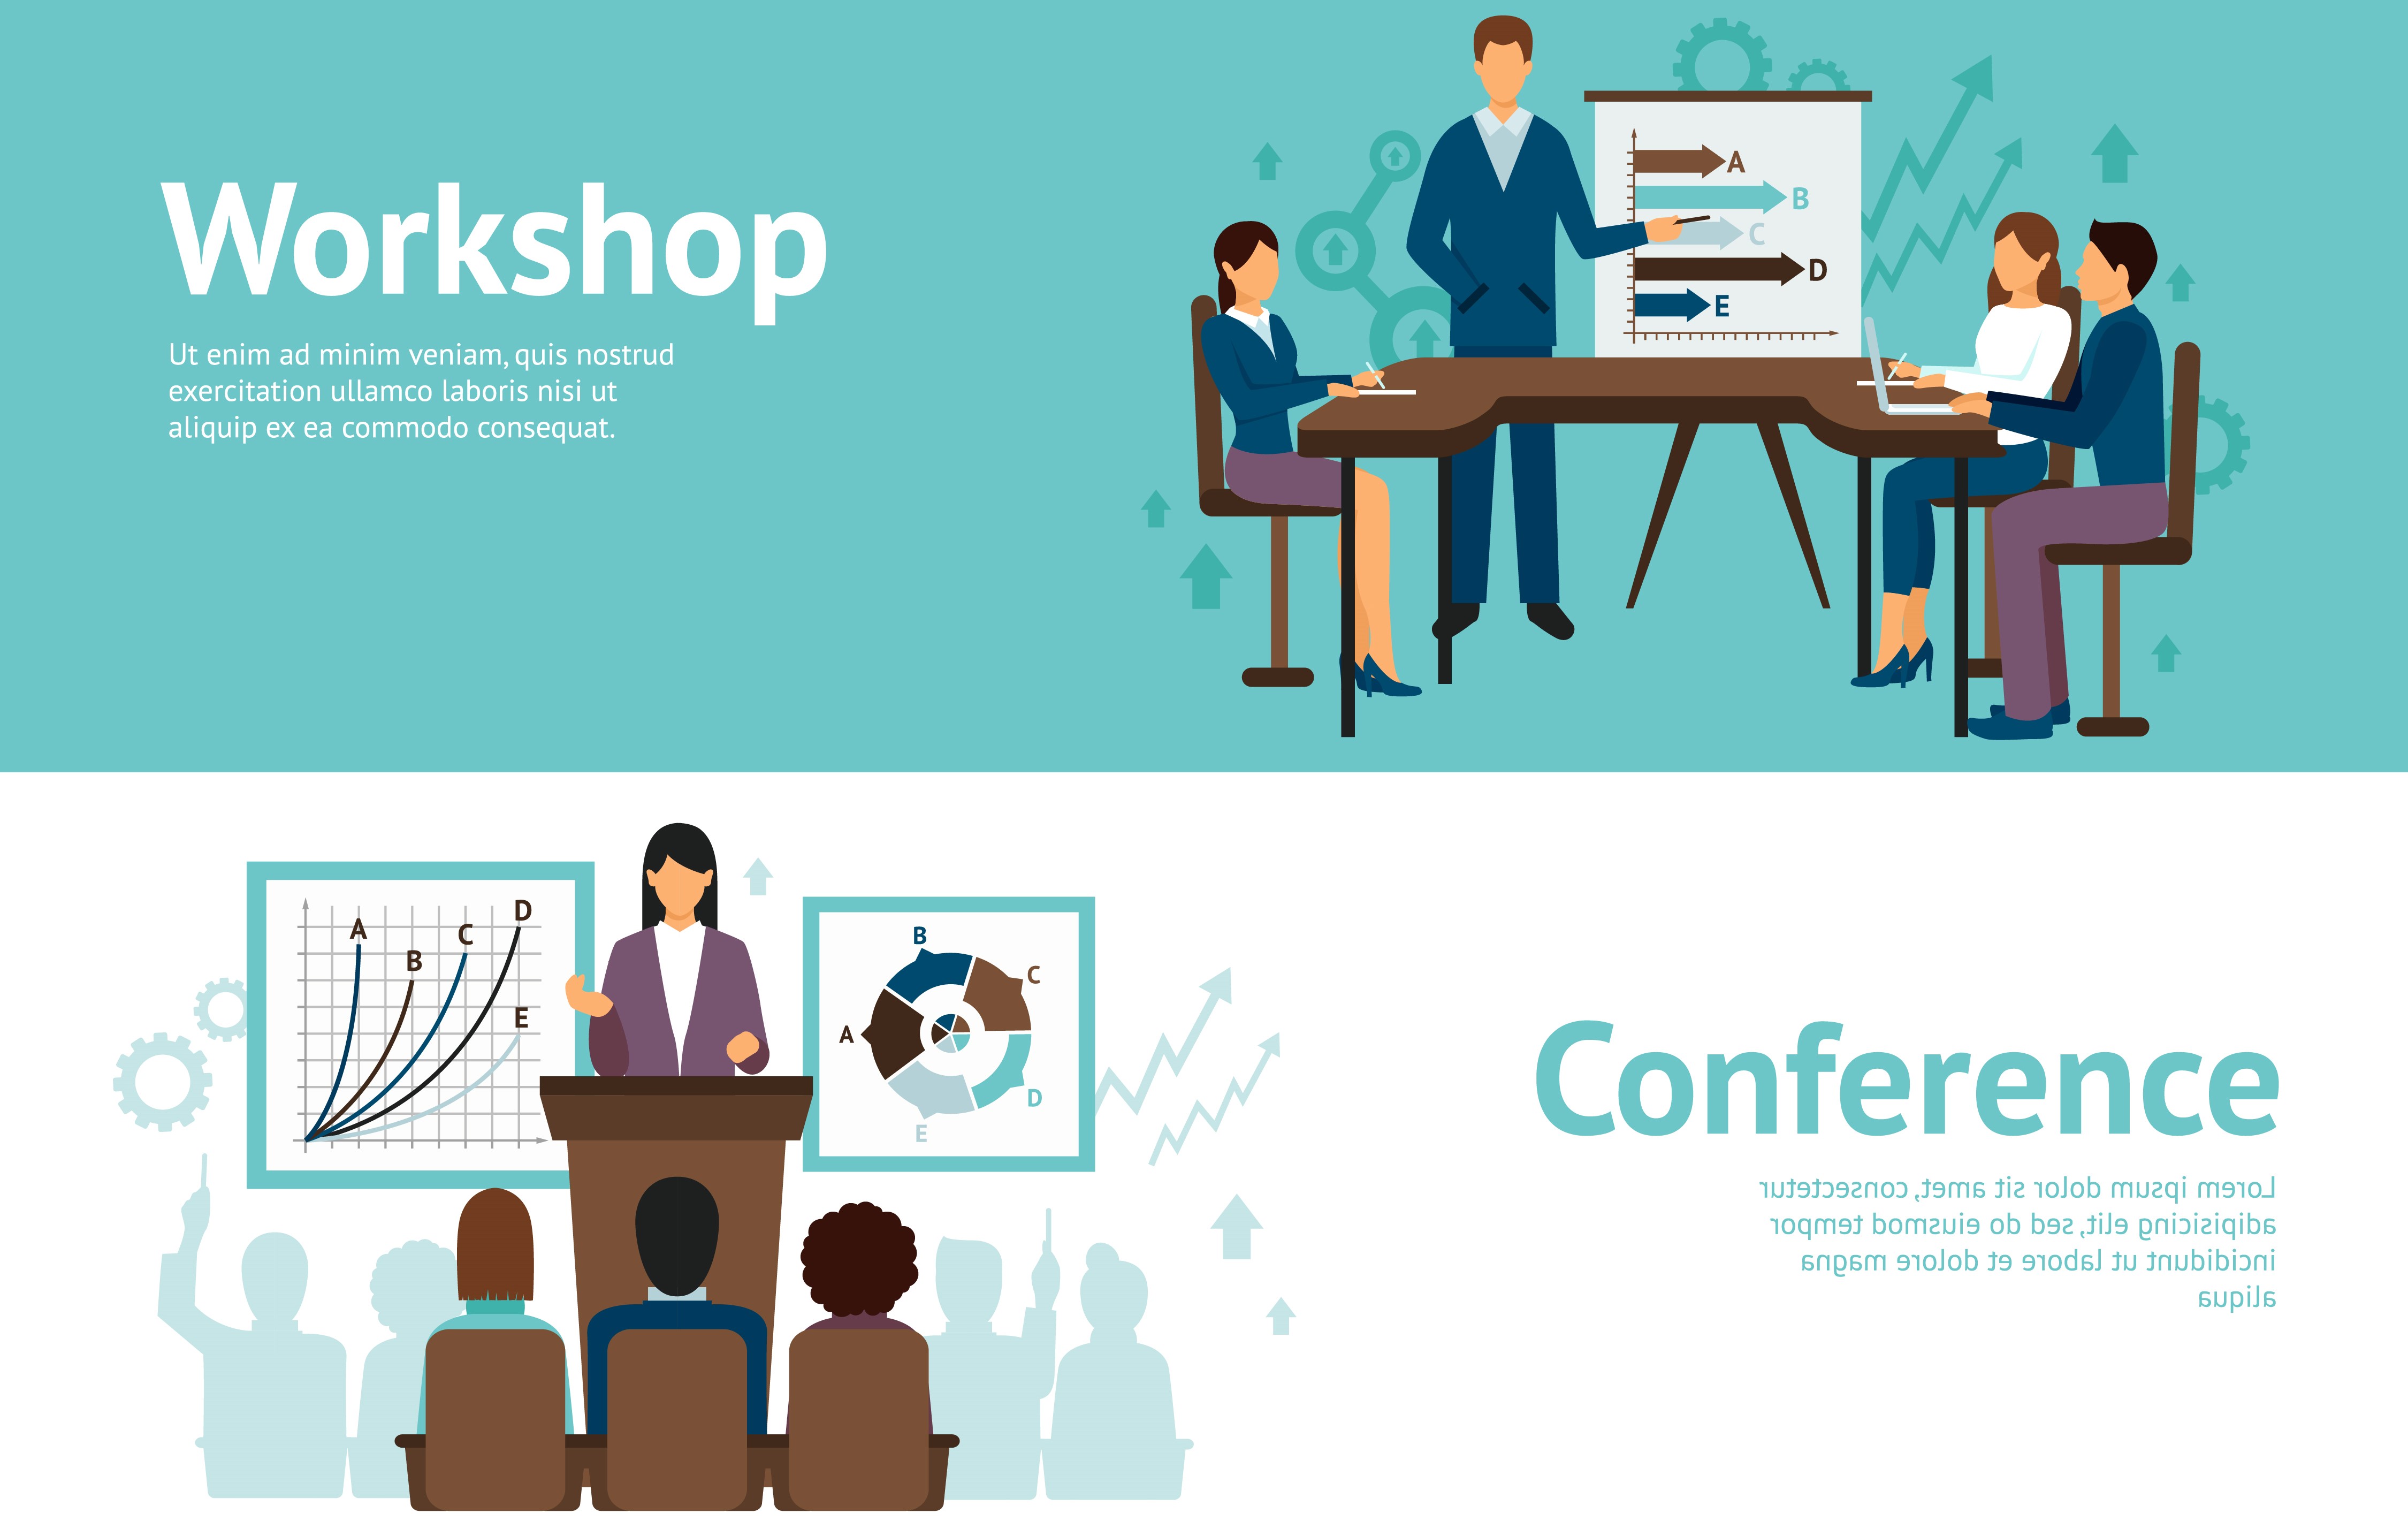 Workshop
Ut enim ad minim veniam, quis nostrud
exercitation ullamco laboris nisi ut
aliquip ex ea commodo consequat.
A
B
C
D
E
A
B
C
D
E
B
C
A
D
E
Conference
Lorem ipsum dolor sit amet, consectetur
adipisicing elit, sed do eiusmod tempor
incididunt ut labore et dolore magna
aliqua